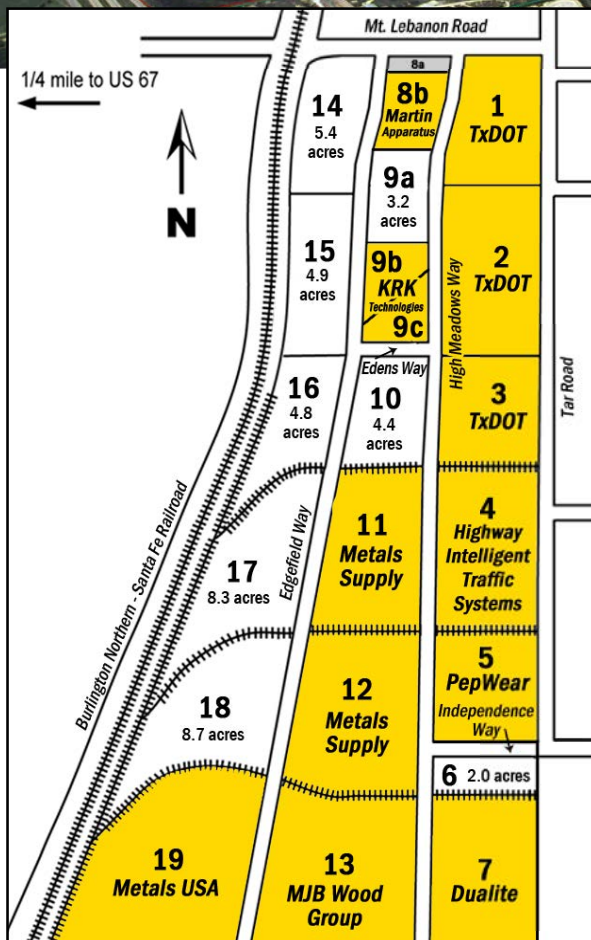 Mt. Lebanon Road
1/4 mile to US 67
N
8a
8b
Martin
Apparatus
1
TxDOT
14
5.4
acres
9a
3.2
acres
15
4.9
acres
9b
KRK
Technologies
9c
2
TxDOT
High Meadows Way
Tar Road
Edens Way
16
4.8
acres
10
4.4
acres
3
TxDOT
Burlington Northern - Santa Fe Railroad
Edgefield Way
17
8.3 acres
11
Metals
Supply
4
Highway
Intelligent
Traffic
Systems
18
8.7 acres
12
Metals
Supply
5
PepWear
Independence
Way
6 2.0 acres
19
Metals USA
13
MJB Wood
Group
7
Dualite